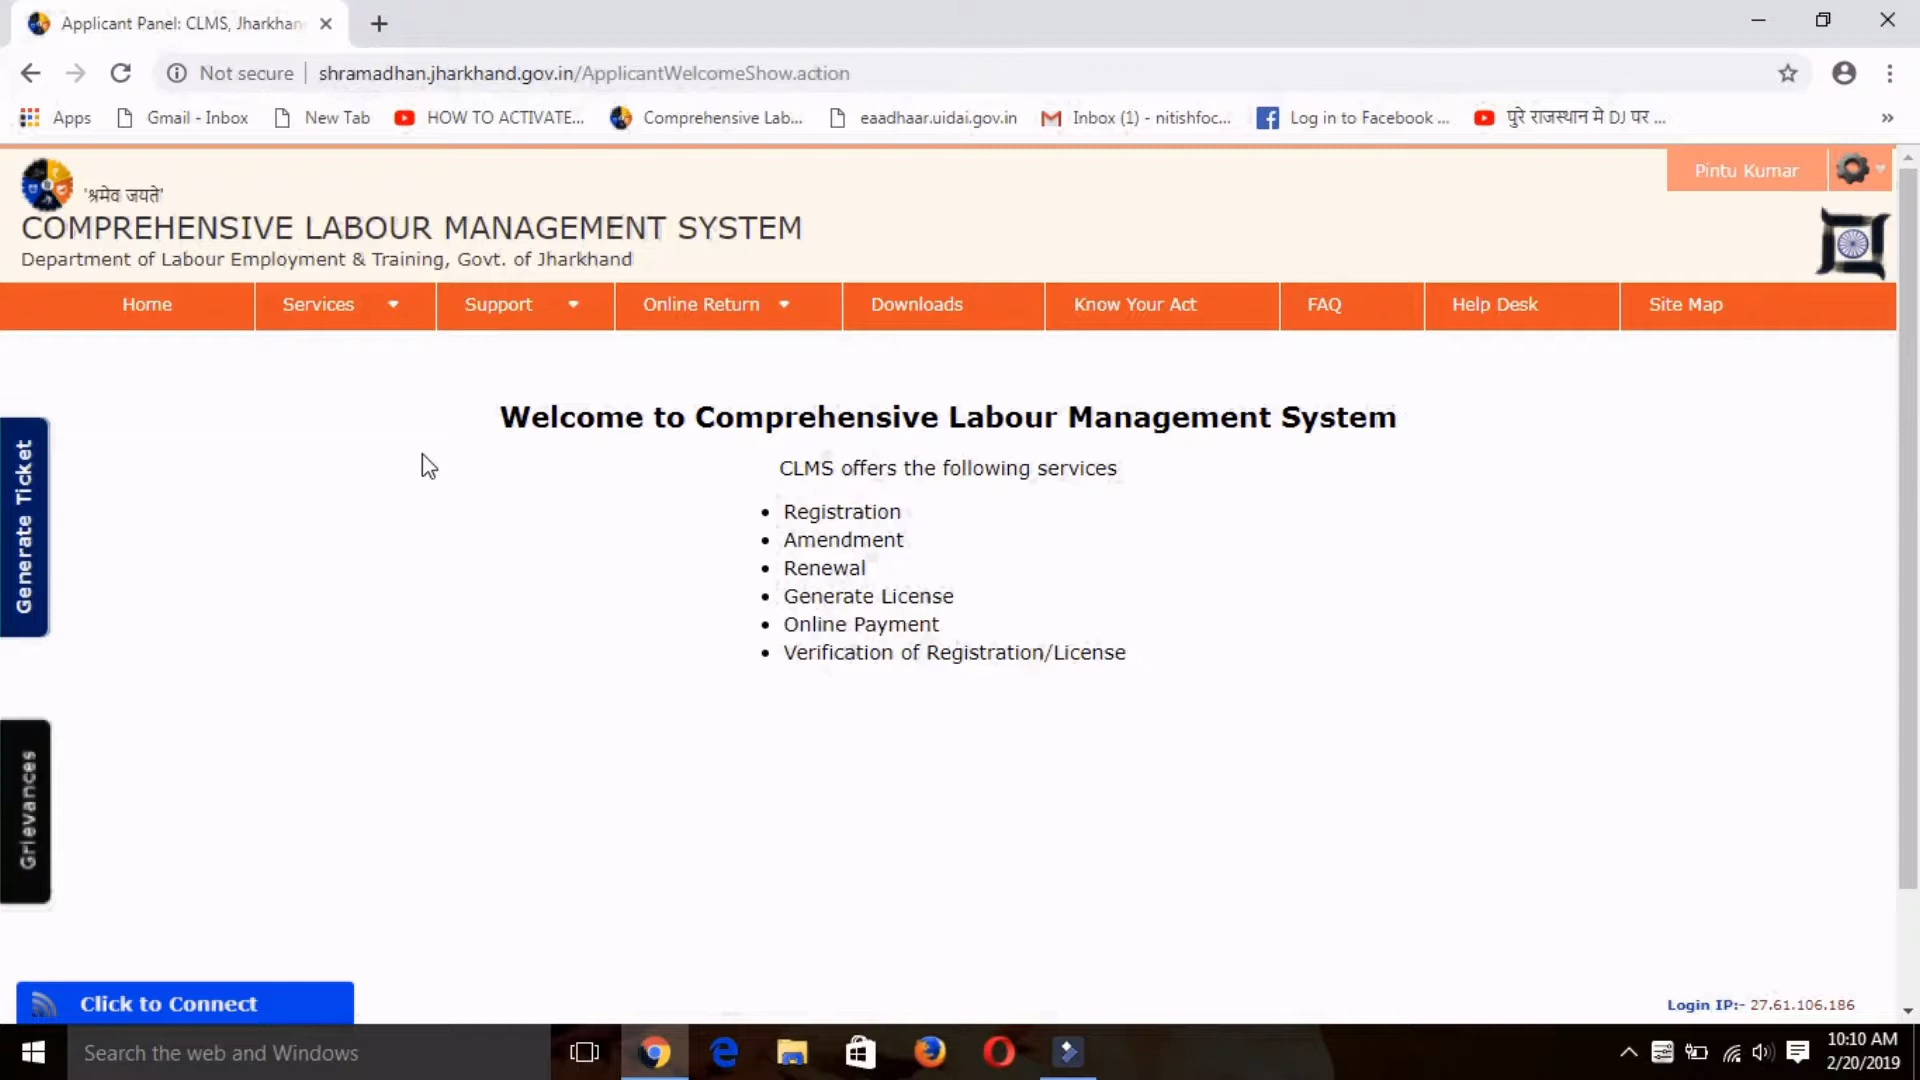 Applicant Panel: CLMS, Jharkhan
Not secure shramadhan.jharkhand.gov.in/ApplicantWelcomeShow.action
Apps Gmail - Inbox New Tab HOW TO ACTIVATE... Comprehensive Lab... eaadhaar.uidai.gov.in Inbox (1) - nitishfoc... Log in to Facebook ... पुरे राजस्थान मे DJ पर ... »
Pintu Kumar
'श्रमेव जयते'
COMPREHENSIVE LABOUR MANAGEMENT SYSTEM
Department of Labour Employment & Training, Govt. of Jharkhand
Home Services Support Online Return Downloads Know Your Act FAQ Help Desk Site Map
Welcome to Comprehensive Labour Management System
CLMS offers the following services
• Registration
• Amendment
• Renewal
• Generate License
• Online Payment
• Verification of Registration/License
Generate Ticket
Grievances
Click to Connect
Login IP:- 27.61.106.186
Search the web and Windows
10:10 AM
2/20/2019